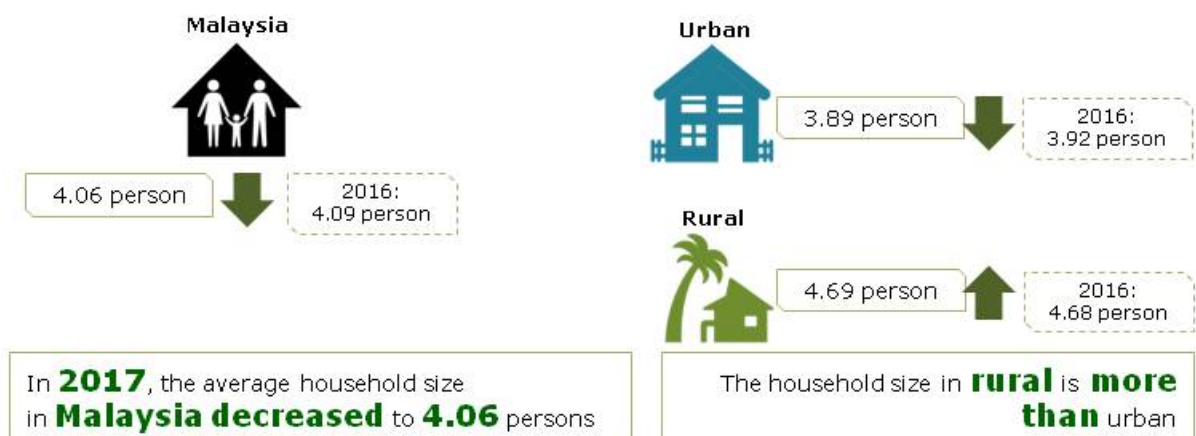 Malaysia
4.06 person
2016:
4.09 person
In 2017, the average household size
in Malaysia decreased to 4.06 persons
Urban
3.89 person
2016:
3.92 person
Rural
4.69 person
2016:
4.68 person
The household size in rural is more
than urban